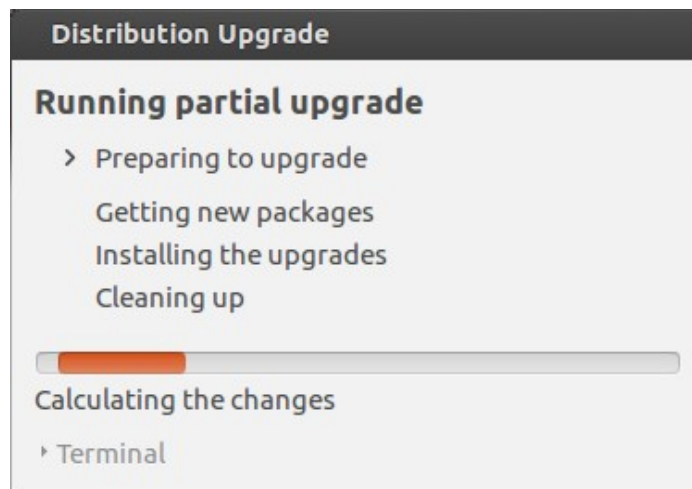 Distribution Upgrade
Running partial upgrade
Preparing to upgrade
Getting new packages
Installing the upgrades
Cleaning up
Calculating the changes
Terminal